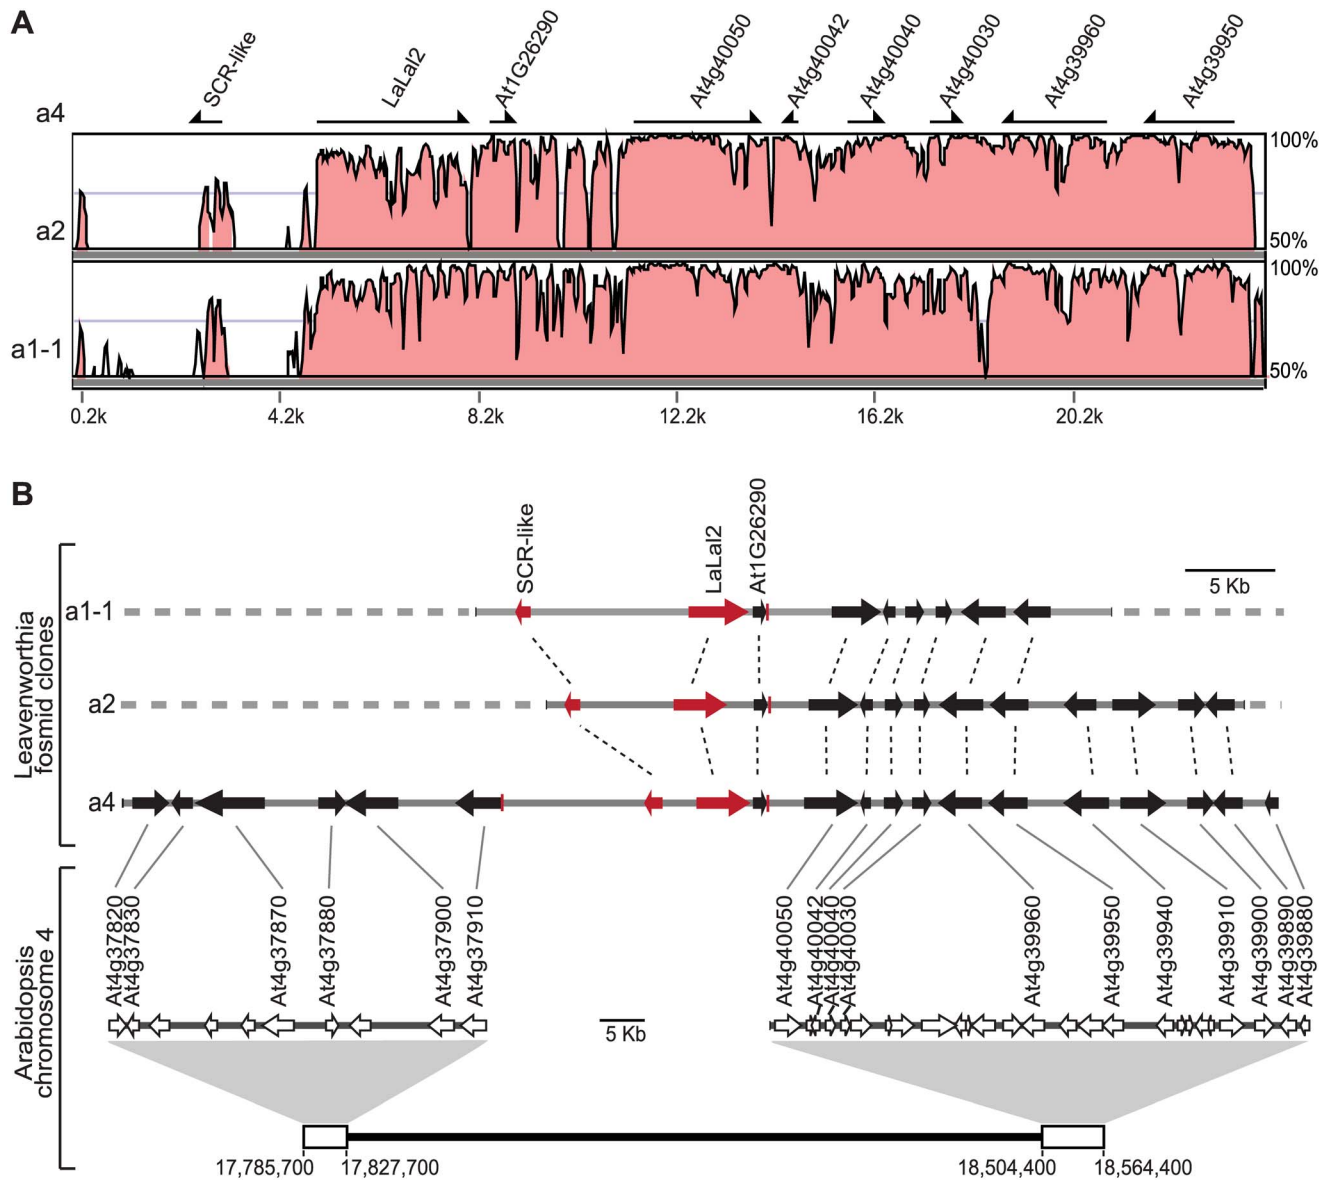 A
SCR-like
LaLal2
At1G26290
At4g40050
At4g40042
At4g40040
At4g40030
At4g39960
At4g39950
a4
100%
a2
50%
100%
a1-1
50%
0.2k 4.2k 8.2k 12.2k 16.2k 20.2k
B
SCR-like
LaLal2
At1G26290
5 Kb
Leavenworthia
fosmid clones
a1-1
a2
a4
Arabidopsis
chromosome 4
At4g37820
At4g37830
At4g37870
At4g37880
At4g37900
At4g37910
At4g40050
At4g40042
At4g40040
At4g40030
At4g39960
At4g39950
At4g39940
At4g39910
At4g39900
At4g39890
At4g39880
5 Kb
17,785,700 17,827,700 18,504,400 18,564,400